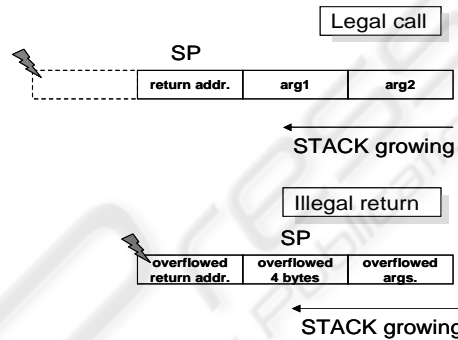 Legal call
SP
return addr. arg1 arg2
STACK growing
Illegal return
SP
overflowed return addr. overflowed 4 bytes overflowed args.
STACK growing